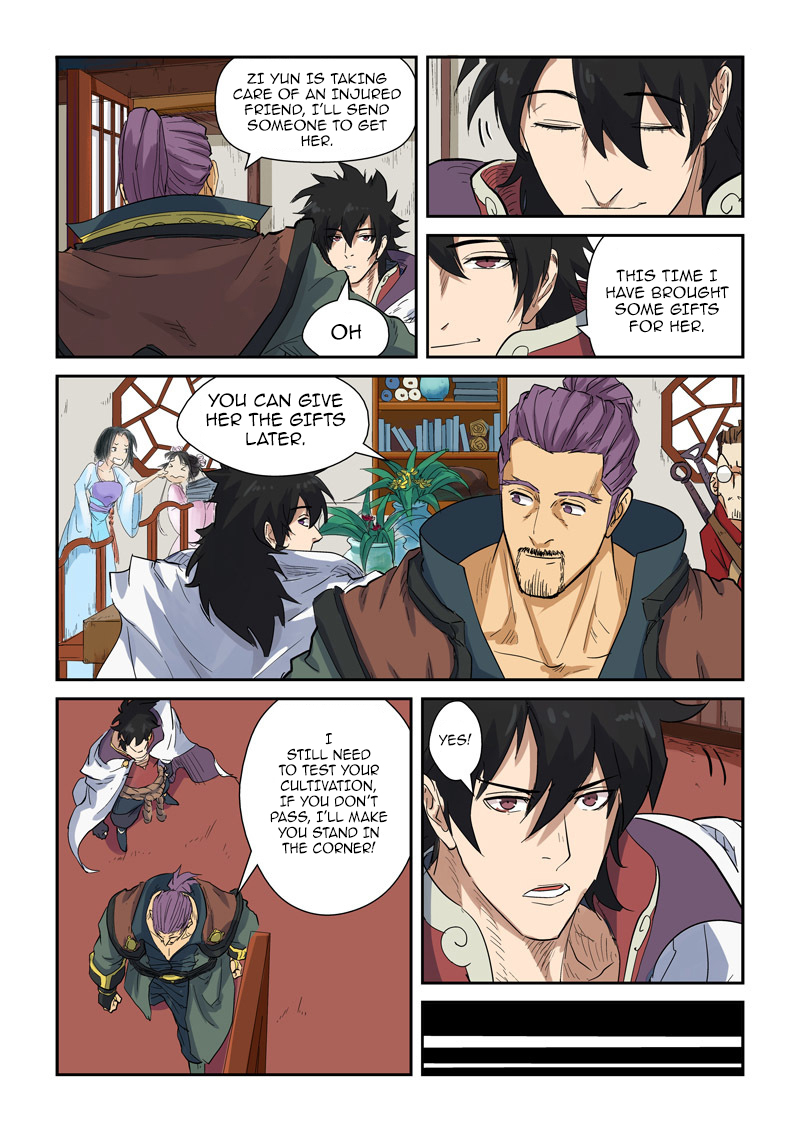 ZI YUN IS TAKING
CARE OF AN INJURED
FRIEND, I'LL SEND
SOMEONE TO GET
HER.
OH
THIS TIME I
HAVE BROUGHT
SOME GIFTS
FOR HER.
YOU CAN GIVE
HER THE GIFTS
LATER.
I
STILL NEED
TO TEST YOUR
CULTIVATION,
IF YOU DON'T
PASS, I'LL MAKE
YOU STAND IN
THE CORNER!
YES!